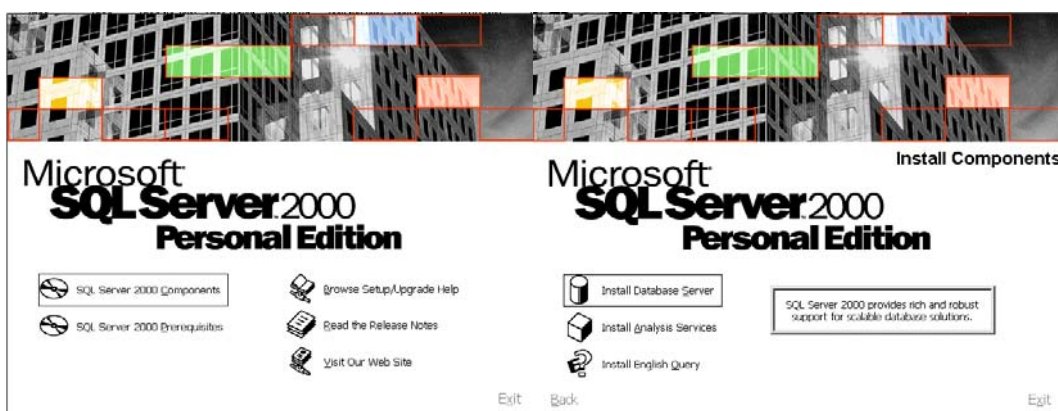 Microsoft
SQL Server 2000
Personal Edition
SQL Server 2000 Components
SQL Server 2000 Prerequisites
Browse Setup/Upgrade Help
Read the Release Notes
Visit Our Web Site
Exit
Install Components
Microsoft
SQL Server 2000
Personal Edition
Install Database Server
Install Analysis Services
Install English Query
SQL Server 2000 provides rich and robust
support for scalable database solutions.
Back
Exit